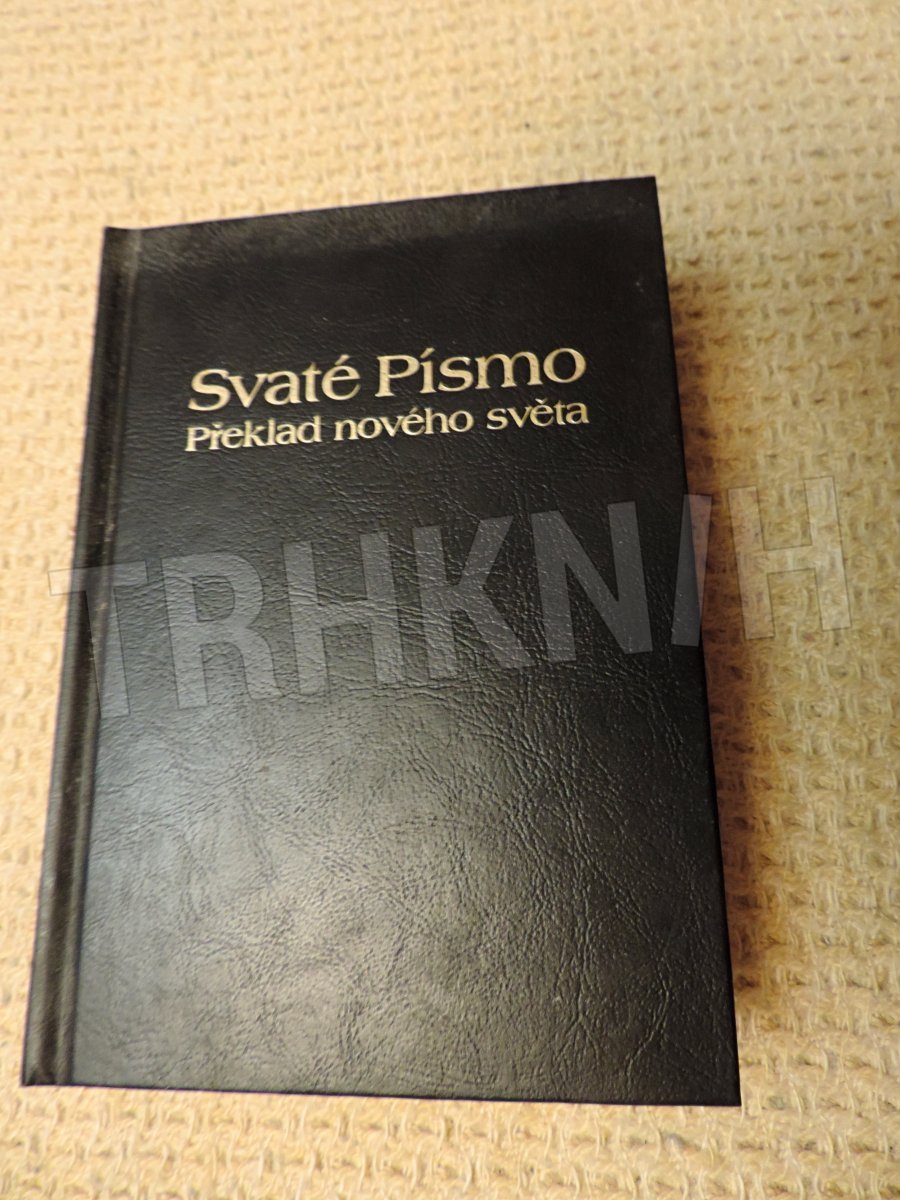 Svaté Písmo
Překlad nového světa
TRHKNIH